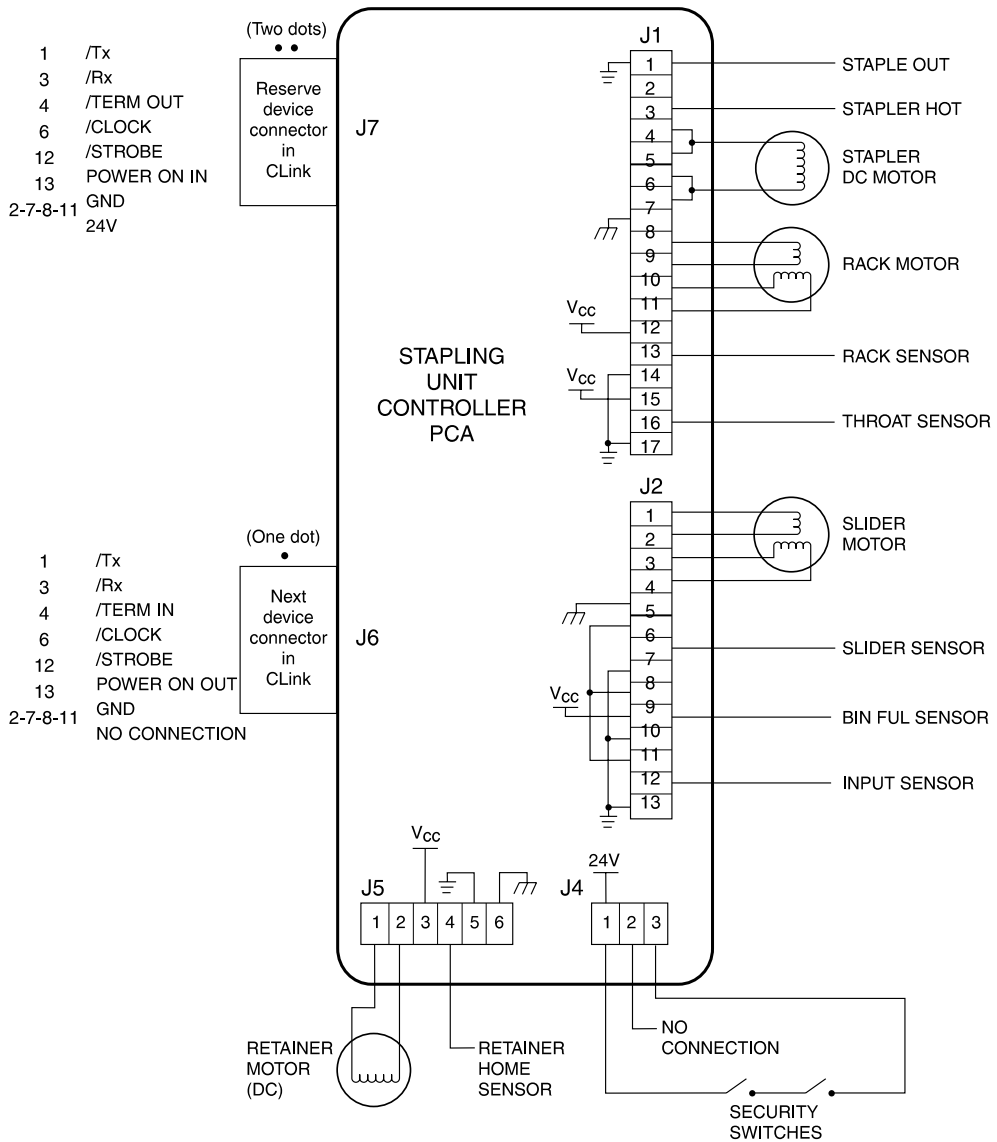 (Two dots)
1 /Tx
3 /Rx
4 /TERM OUT
6 /CLOCK
12 /STROBE
13 POWER ON IN
2-7-8-11 GND
24V
Reserve
device
connector
in
CLink
J7
J1
1
2
3
4
5
6
7
8
9
10
11
12
13
14
15
16
17
STAPLE OUT
STAPLER HOT
STAPLER
DC MOTOR
RACK MOTOR
VCC
RACK SENSOR
VCC
THROAT SENSOR
STAPLING
UNIT
CONTROLLER
PCA
(One dot)
1 /Tx
3 /Rx
4 /TERM IN
6 /CLOCK
12 /STROBE
13 POWER ON OUT
2-7-8-11 GND
NO CONNECTION
Next
device
connector
in
CLink
J6
J2
1
2
3
4
5
6
7
8
9
10
11
12
13
SLIDER
MOTOR
SLIDER SENSOR
VCC
BIN FUL SENSOR
INPUT SENSOR
VCC
J5
1 2 3 4 5 6
24V
J4
1 2 3
RETAINER
MOTOR
(DC)
RETAINER
HOME
SENSOR
NO
CONNECTION
SECURITY
SWITCHES